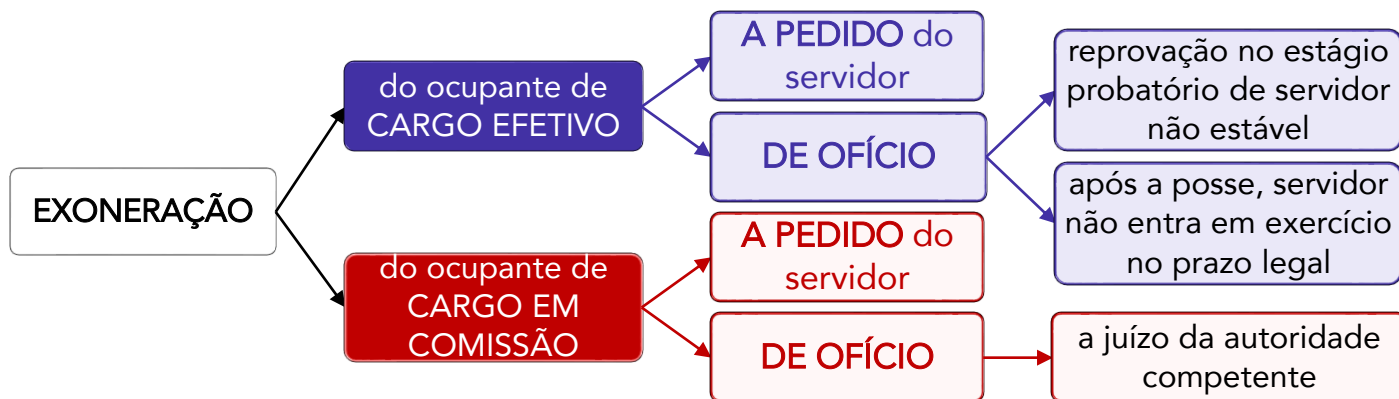 EXONERAÇÃO
do ocupante de
CARGO EFETIVO
A PEDIDO do
servidor
DE OFÍCIO
reprovação no estágio
probatório de servidor
não estável
após a posse, servidor
não entra em exercício
no prazo legal
do ocupante de
CARGO EM
COMISSÃO
A PEDIDO do
servidor
DE OFÍCIO
a juízo da autoridade
competente